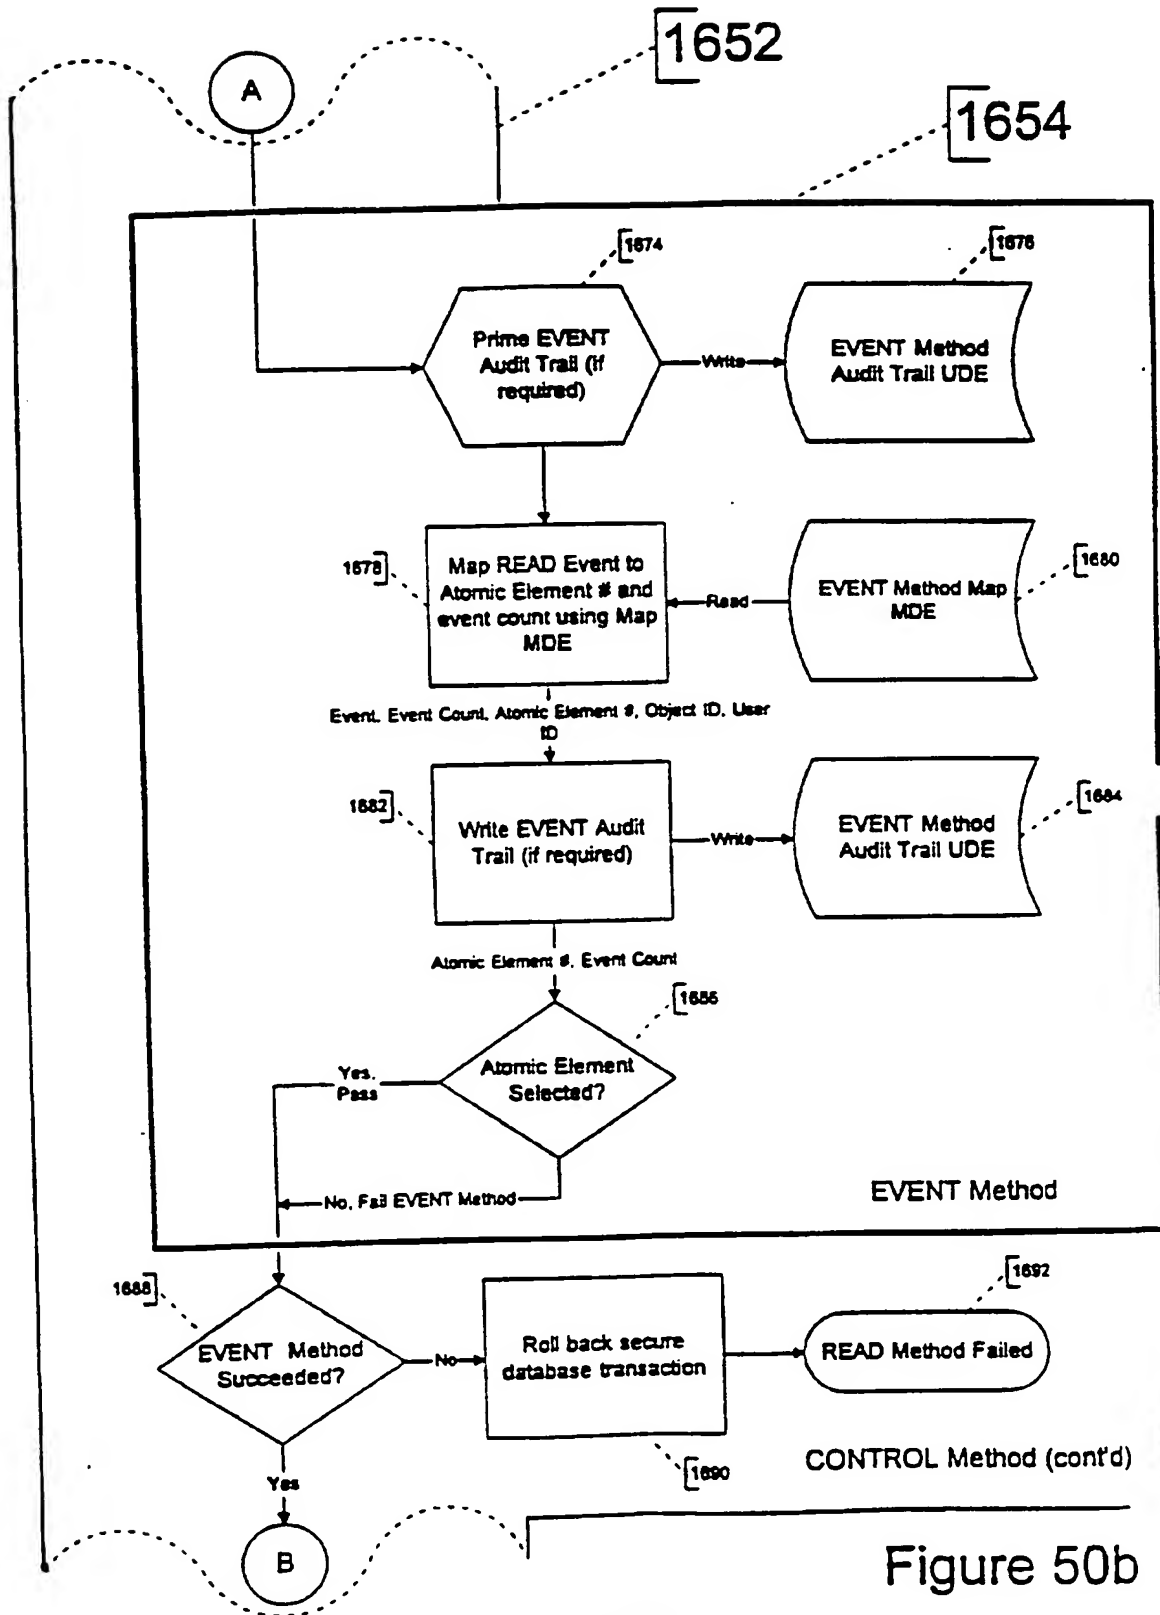 1652
A
1654
1674
1676
Prime EVENT
Audit Trail (if
required)
Write
EVENT Method
Audit Trail UDE
1678
Map READ Event to
Atomic Element # and
event count using Map
MDE
Read
EVENT Method Map
MDE
1680
Event, Event Count, Atomic Element #, Object ID, User
ID
1682
Write EVENT Audit
Trail (if required)
Write
EVENT Method
Audit Trail UDE
1684
Atomic Element #, Event Count
1686
Atomic Element
Selected?
Yes,
Pass
No, Fail EVENT Method
EVENT Method
1688
EVENT Method
Succeeded?
No
Roll back secure
database transaction
1692
READ Method Failed
1690
CONTROL Method (cont'd)
Yes
B
Figure 50b